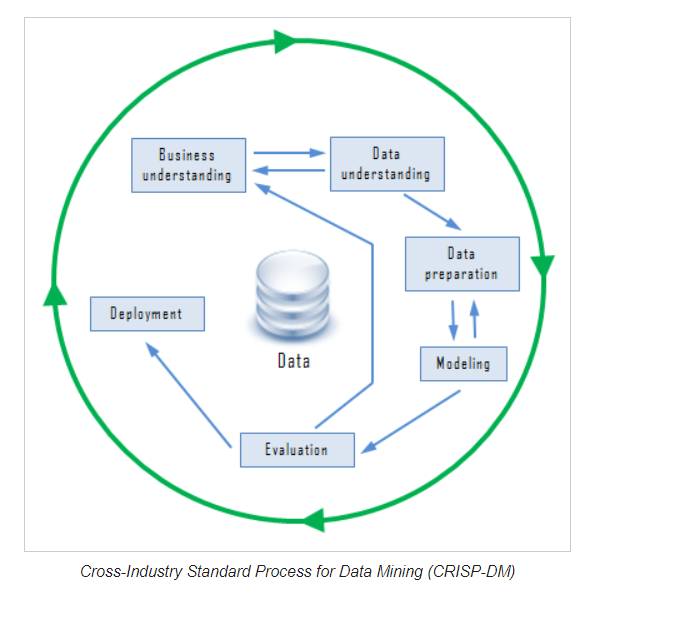 Business
understanding
Data
understanding
Data
preparation
Deployment
Data
Modeling
Evaluation
Cross-Industry Standard Process for Data Mining (CRISP-DM)